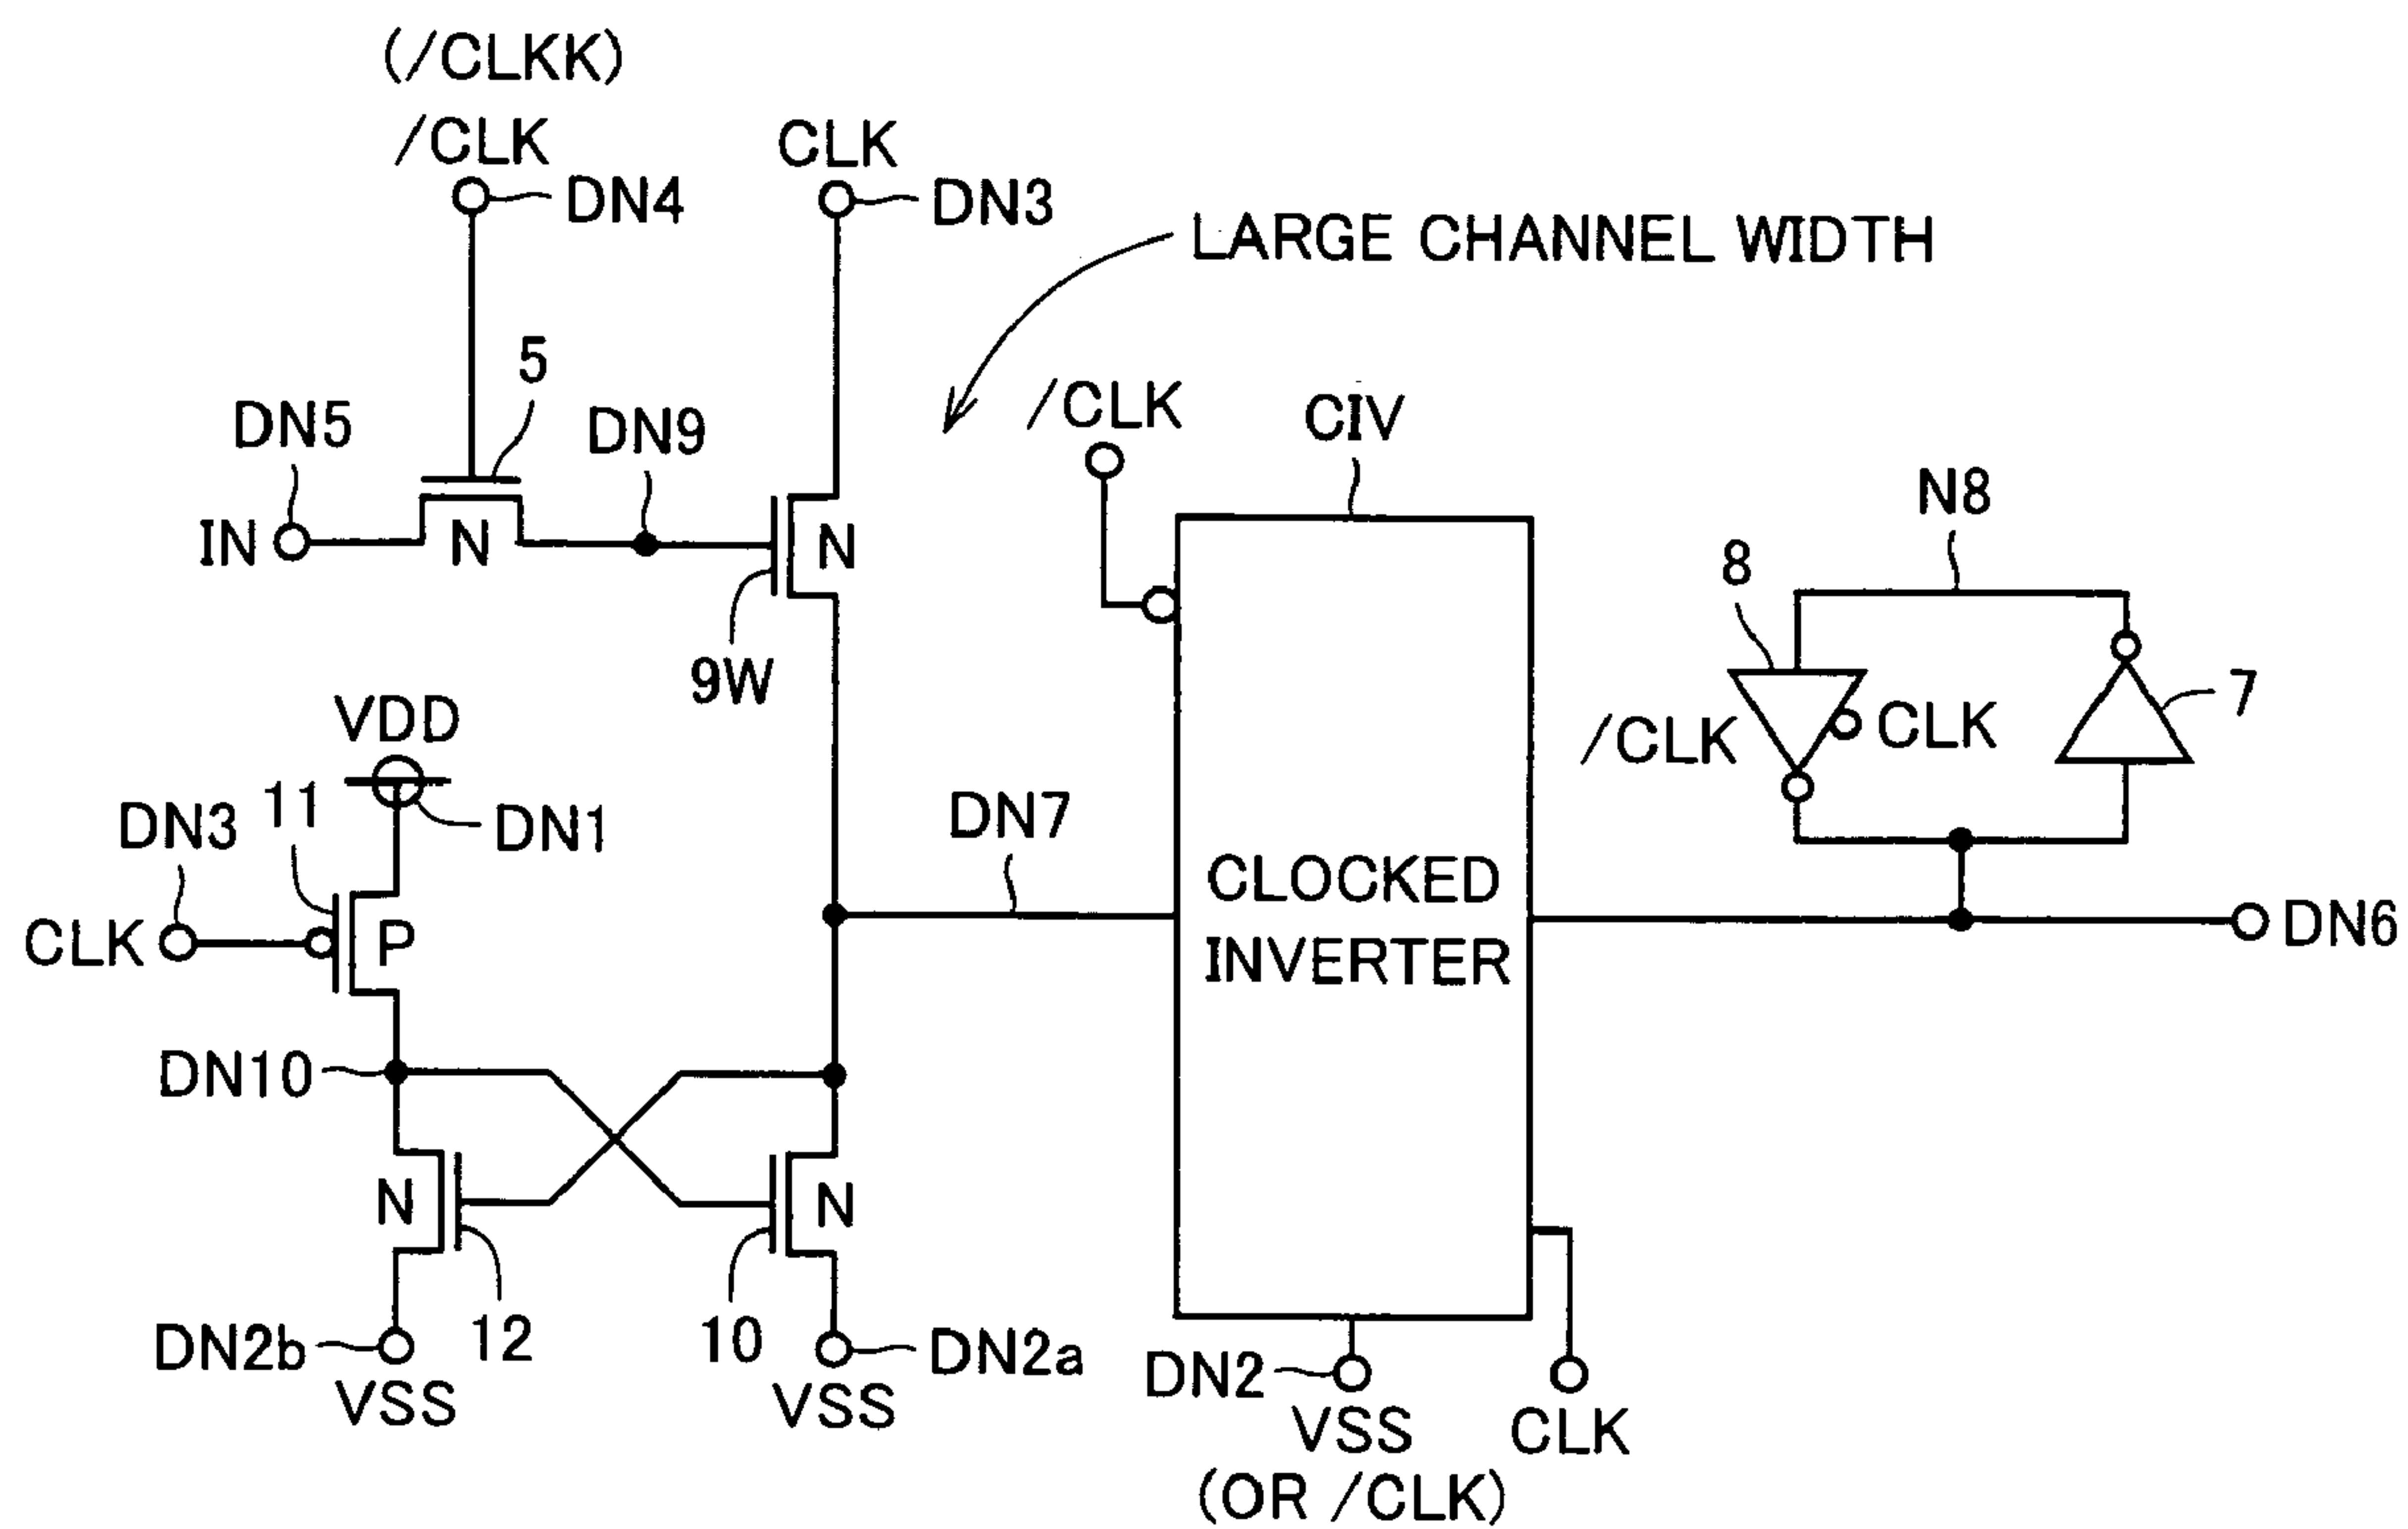 (/CLKK)
/CLK
CLK
DN4
DN3
LARGE CHANNEL WIDTH
5
DN5
DN9
/CLK
CIV
N8
IN
N
N
8
9W
7
VDD
/CLK
CLK
11
DN3
DN1
DN7
CLOCKED
INVERTER
CLK
P
DN6
DN10
N
N
12
10
DN2b
DN2a
DN2
VSS
VSS
VSS
CLK
(OR /CLK)